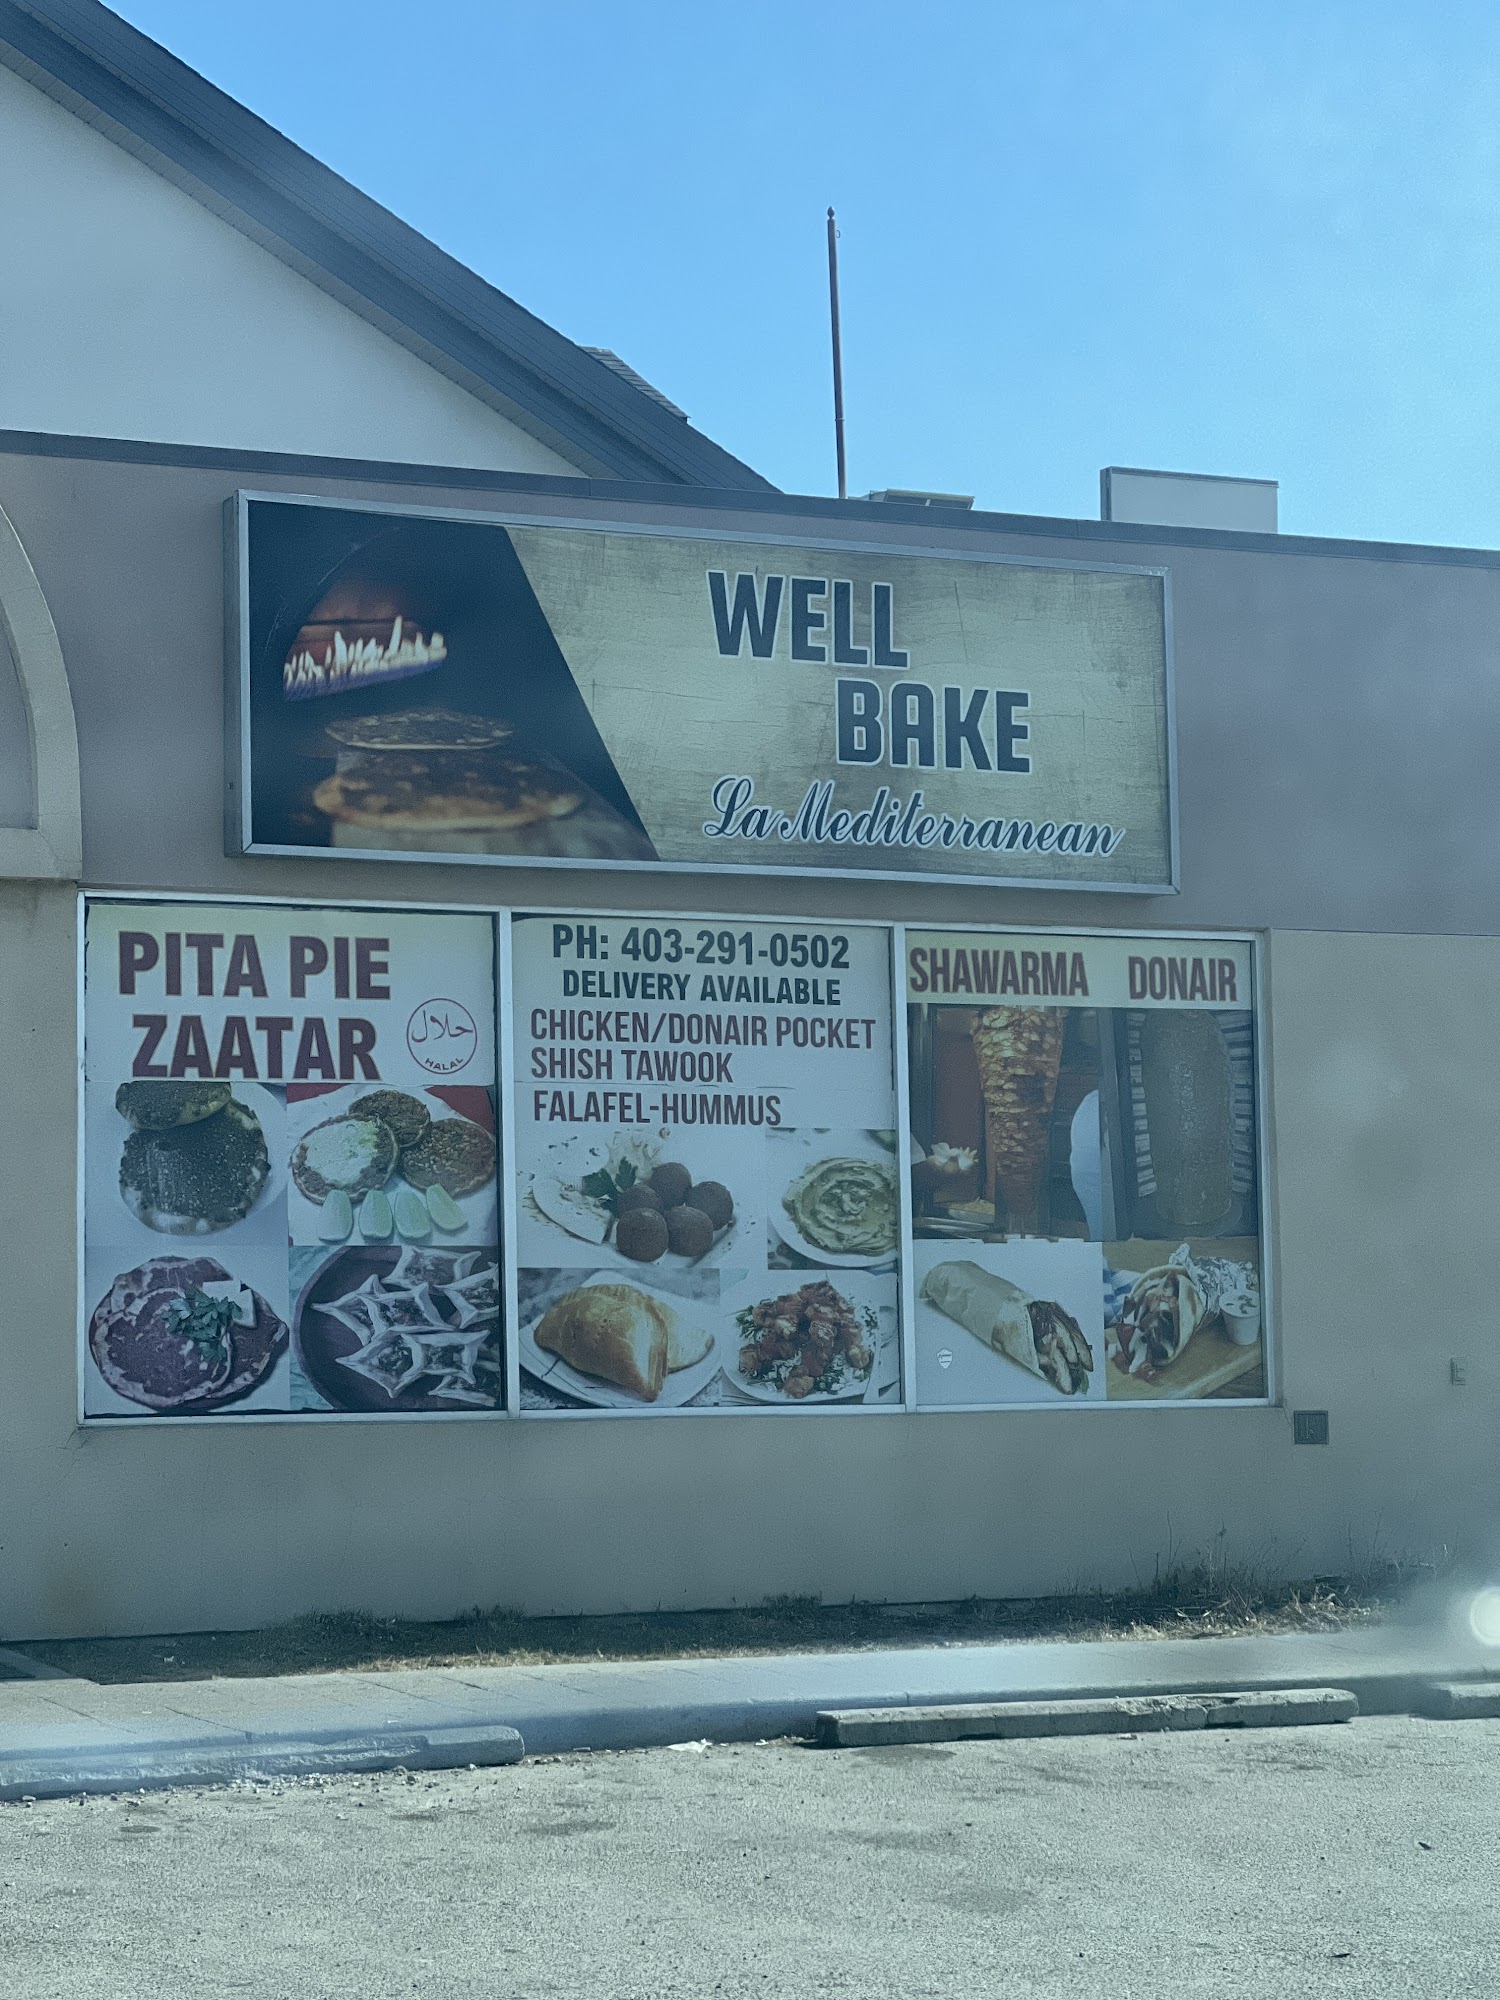 WELL
BAKE
La Mediterranean
PITA PIE
ZAATAR
حلال
HALAL
PH: 403-291-0502
DELIVERY AVAILABLE
CHICKEN/DONAIR POCKET
SHISH TAWOOK
FALAFEL-HUMMUS
SHAWARMA DONAIR